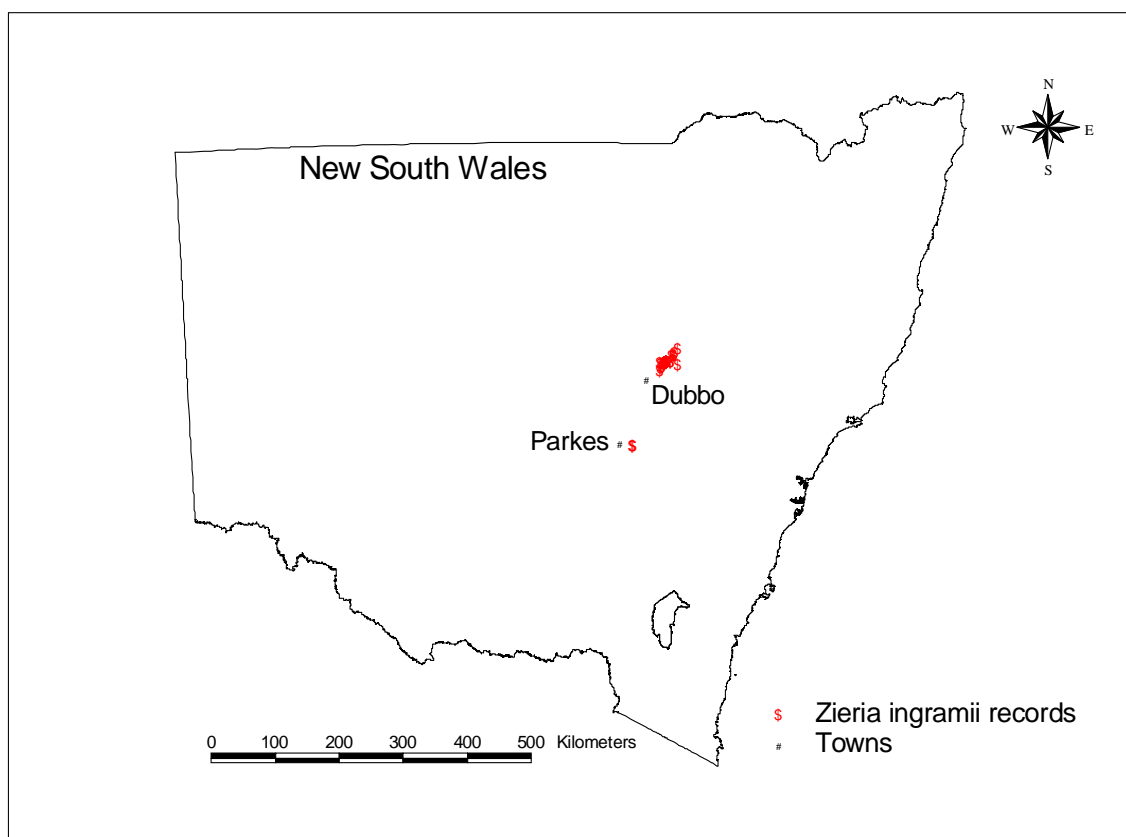 N
W E
S
New South Wales
$
$
$
$
# Dubbo
Parkes # $
$ Zieria ingramii records
# Towns
0 100 200 300 400 500 Kilometers